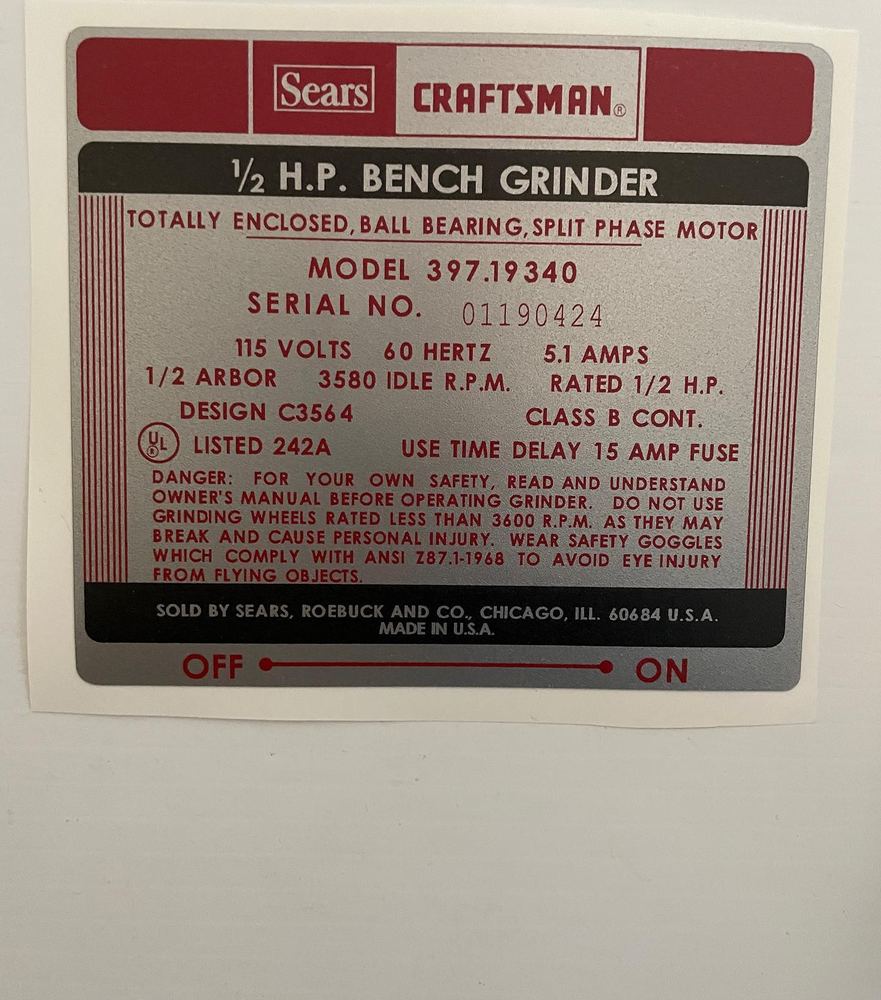 Sears CRAFTSMAN®
½ H.P. BENCH GRINDER
TOTALLY ENCLOSED, BALL BEARING, SPLIT PHASE MOTOR
MODEL 397.19340
SERIAL NO. 01190424
115 VOLTS 60 HERTZ 5.1 AMPS
1/2 ARBOR 3580 IDLE R.P.M. RATED 1/2 H.P.
DESIGN C3564 CLASS B CONT.
UL® LISTED 242A USE TIME DELAY 15 AMP FUSE
DANGER: FOR YOUR OWN SAFETY, READ AND UNDERSTAND
OWNER'S MANUAL BEFORE OPERATING GRINDER. DO NOT USE
GRINDING WHEELS RATED LESS THAN 3600 R.P.M. AS THEY MAY
BREAK AND CAUSE PERSONAL INJURY. WEAR SAFETY GOGGLES
WHICH COMPLY WITH ANSI Z87.1-1968 TO AVOID EYE INJURY
FROM FLYING OBJECTS.
SOLD BY SEARS, ROEBUCK AND CO., CHICAGO, ILL. 60684 U.S.A.
MADE IN U.S.A.
OFF ON